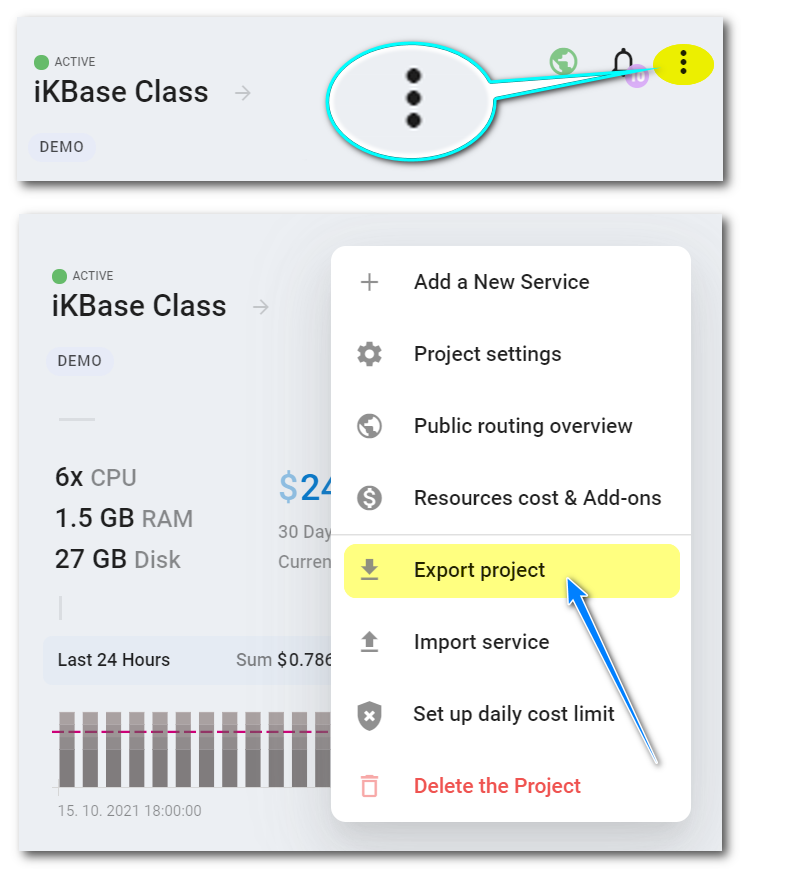 ACTIVE
iKBase Class
10
DEMO
ACTIVE
iKBase Class
DEMO
6x CPU
1.5 GB RAM
27 GB Disk
$24
30 Day
Curren
Last 24 Hours
Sum $0.786
15. 10. 2021 18:00:00
Add a New Service
Project settings
Public routing overview
Resources cost & Add-ons
Export project
Import service
Set up daily cost limit
Delete the Project